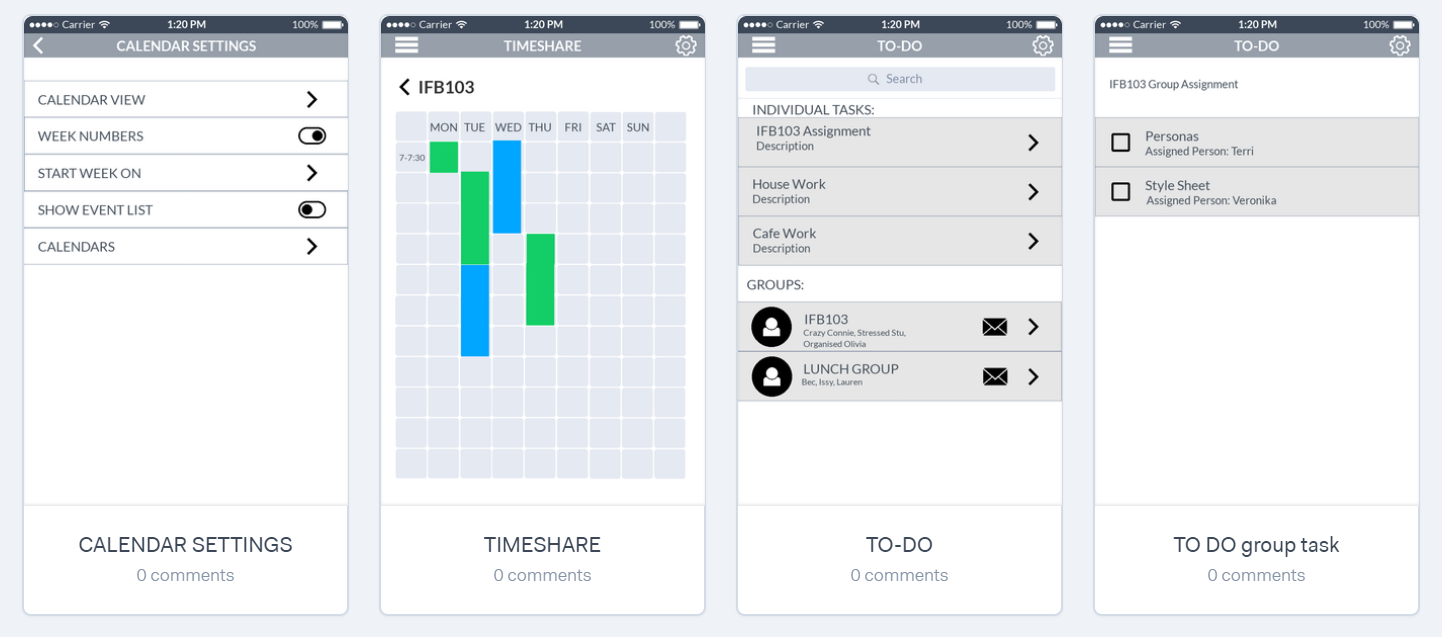 Carrier 1:20 PM 100%
CALENDAR SETTINGS
CALENDAR VIEW
WEEK NUMBERS
START WEEK ON
SHOW EVENT LIST
CALENDARS
CALENDAR SETTINGS
0 comments
Carrier 1:20 PM 100%
TIMESHARE
IFB103
MON TUE WED THU FRI SAT SUN
7-7:30
TIMESHARE
0 comments
Carrier 1:20 PM 100%
TO-DO
Search
INDIVIDUAL TASKS:
IFB103 Assignment
Description
House Work
Description
Cafe Work
Description
GROUPS:
IFB103
Crazy Connie, Stressed Stu,
Organised Olivia
LUNCH GROUP
Bec, Issy, Lauren
TO-DO
0 comments
Carrier 1:20 PM 100%
TO-DO
IFB103 Group Assignment
Personas
Assigned Person: Terri
Style Sheet
Assigned Person: Veronika
TO DO group task
0 comments